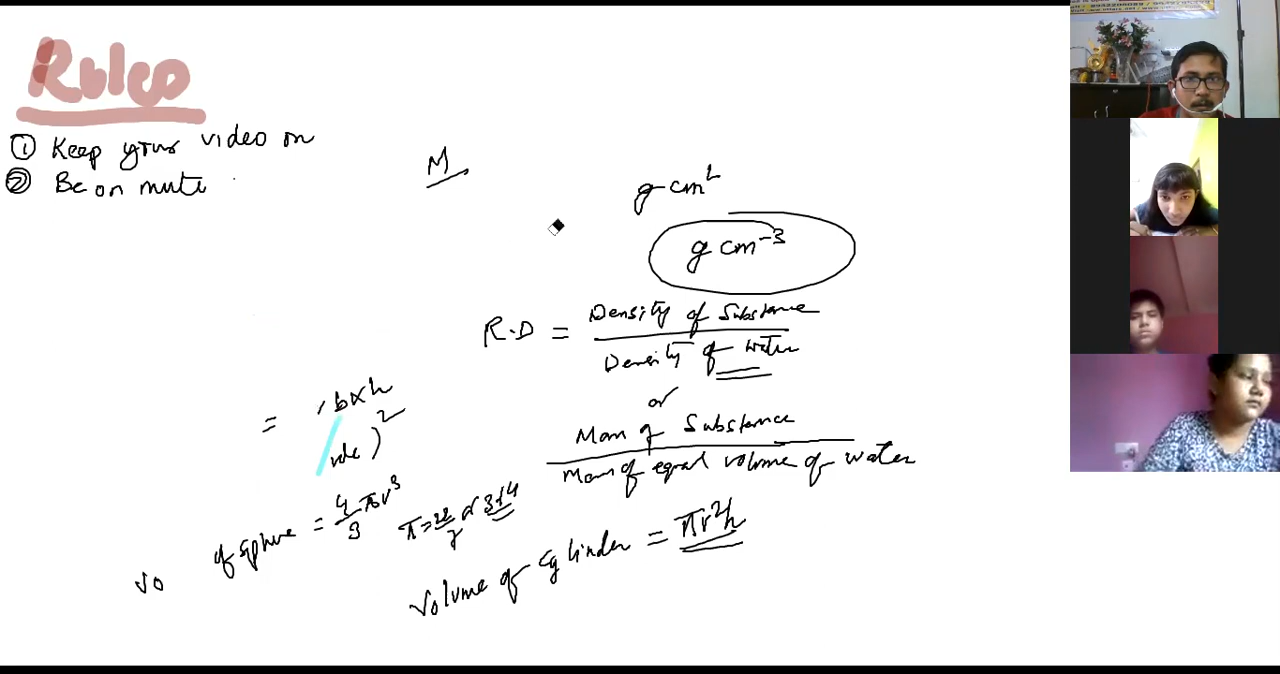 Rules
① Keep your video on
② Be on mute
M
g cm²
g cm⁻³
R.D = Density of Substance
Density of water
or
Mass of Substance
Mass of equal volume of water
= b×h
)²
of sphere = 4/3 πr³
π = 22/7 or 3.14
Vo
Volume of cylinder = πr²h